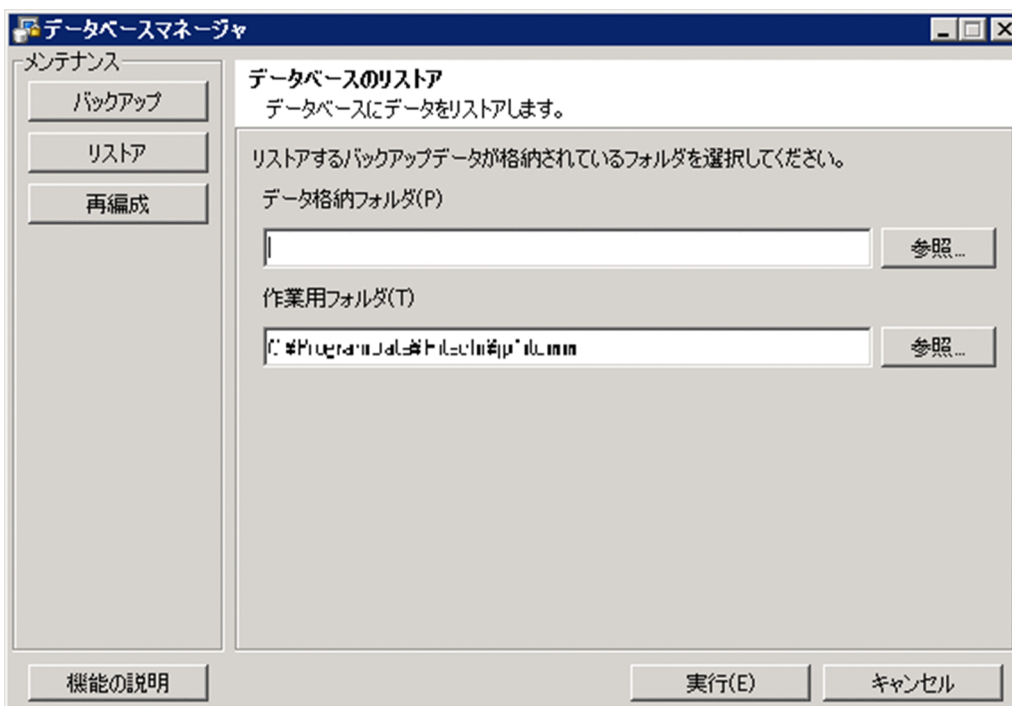 データベースマネージャ
メンテナンス
バックアップ
リストア
再編成
データベースのリストア
データベースにデータをリストアします。
リストアするバックアップデータが格納されているフォルダを選択してください。
データ格納フォルダ(P)
参照...
作業用フォルダ(T)
参照...
機能の説明
実行(E)
キャンセル